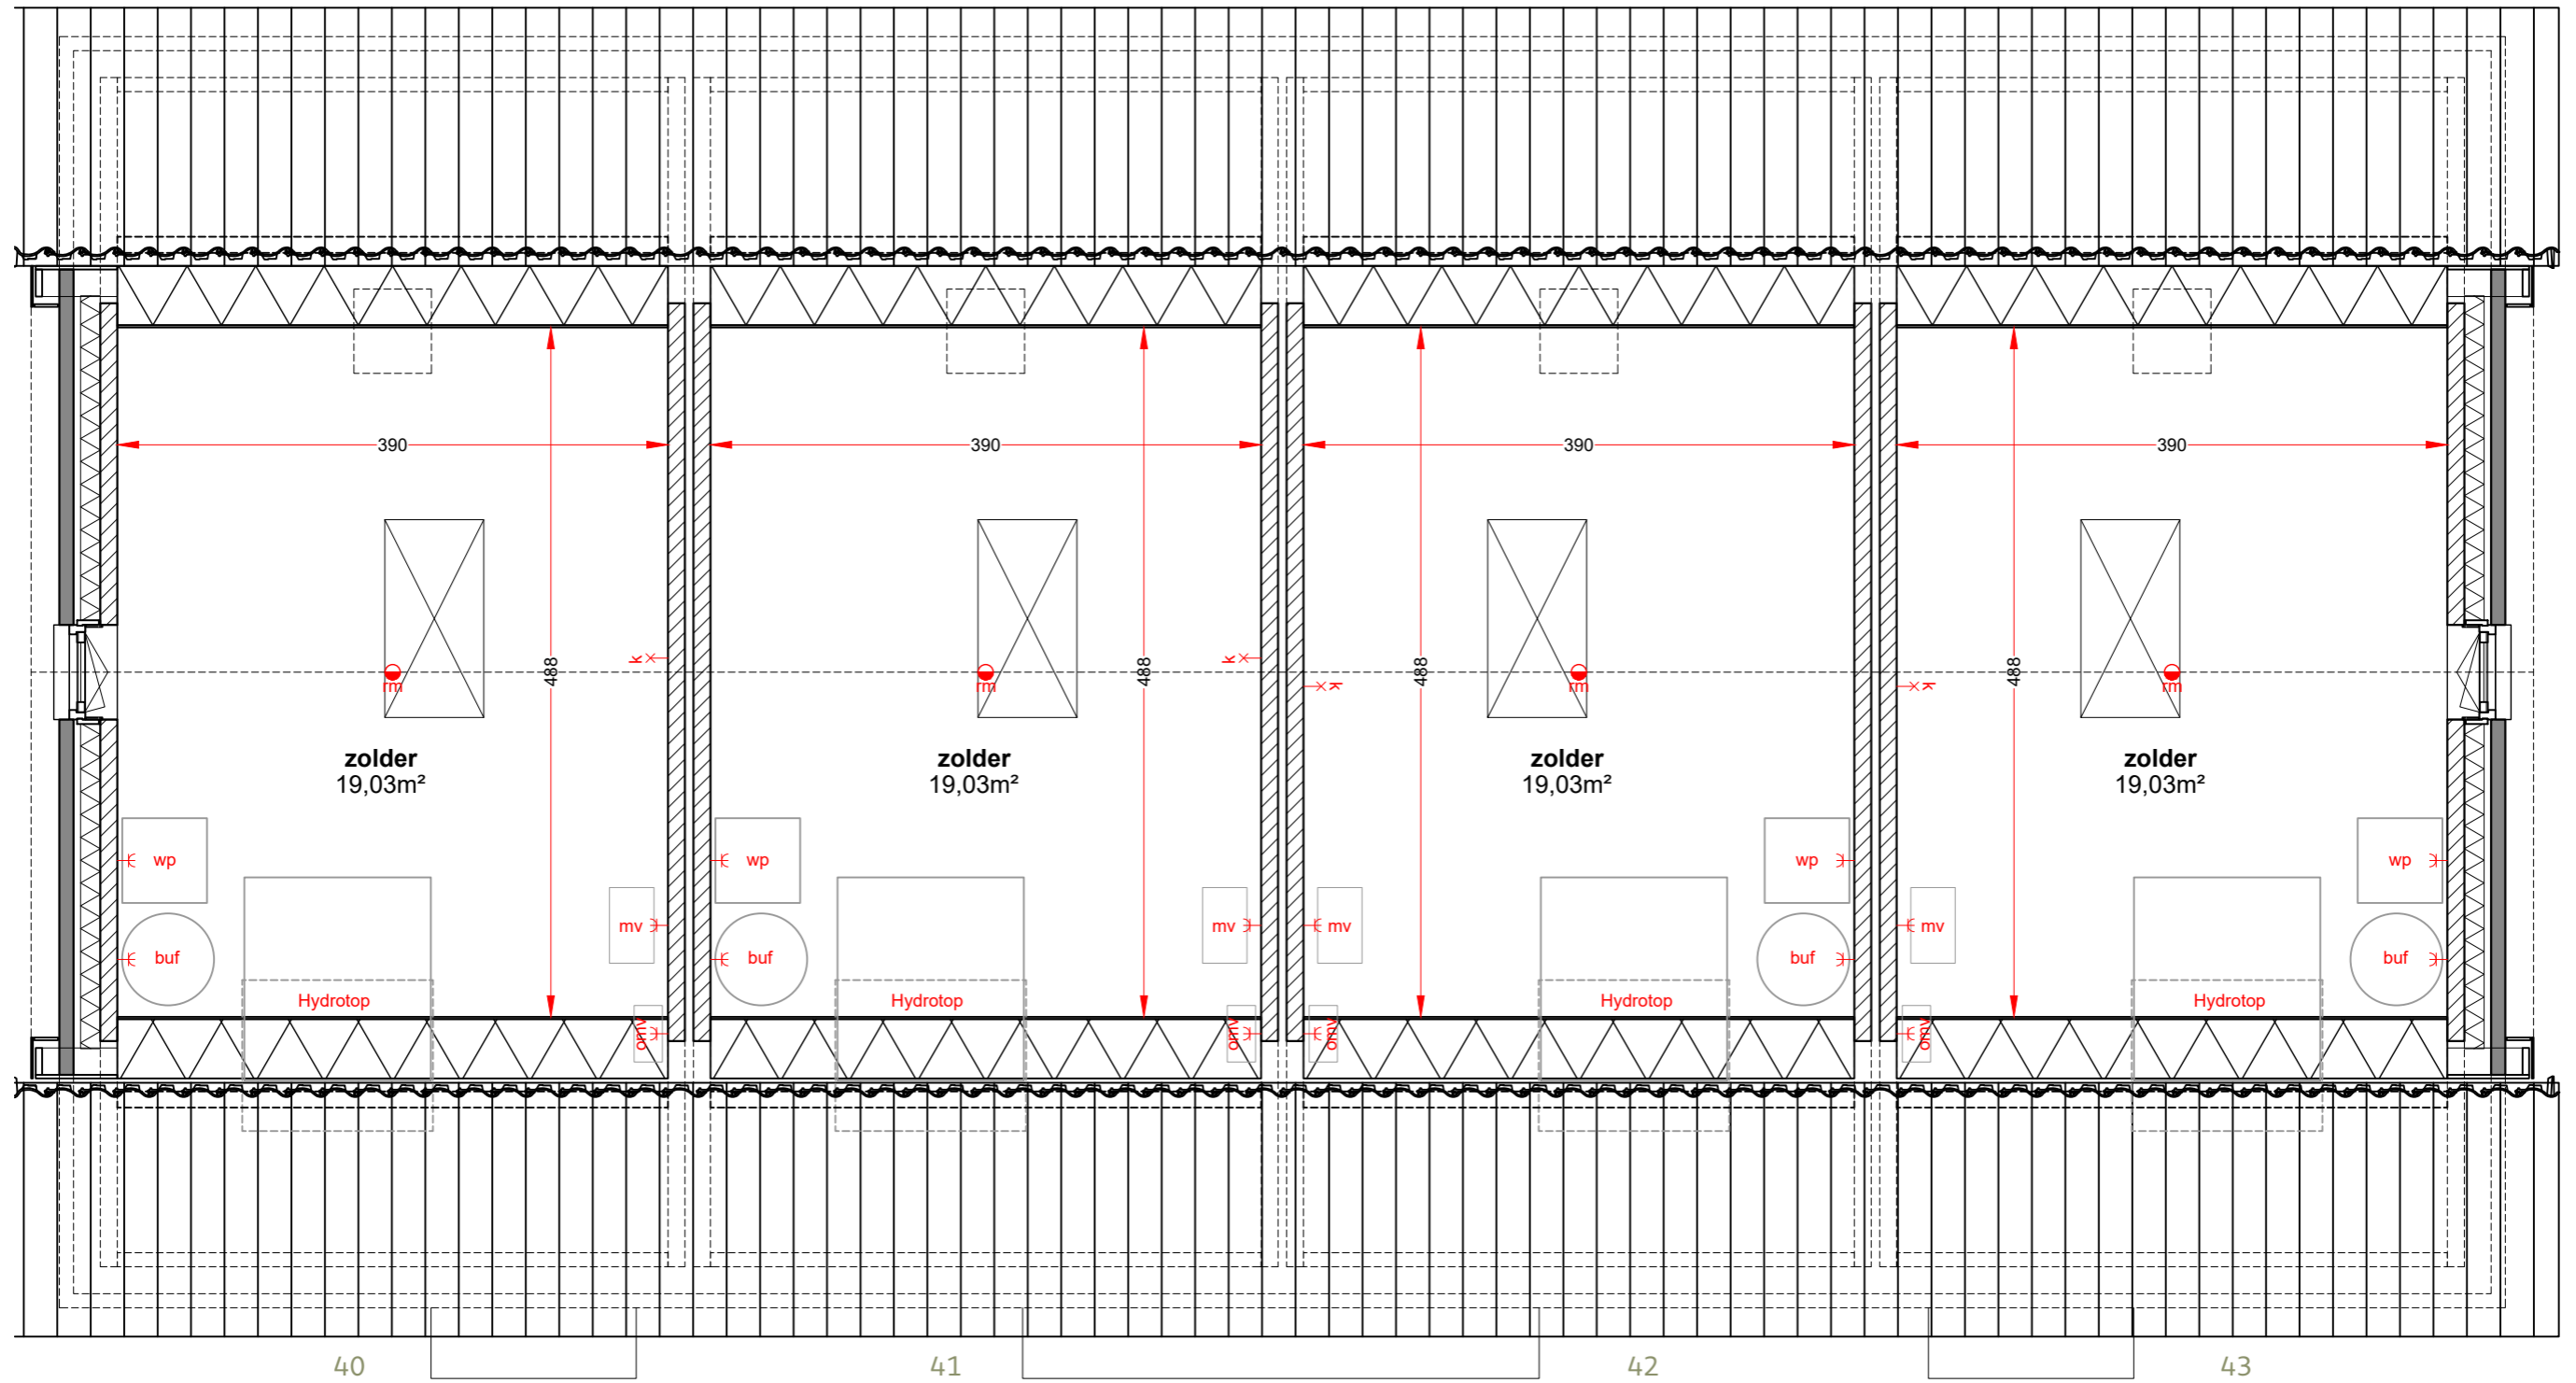 390
390
390
390
488
488
488
488
k
k
k
k
rm
rm
rm
rm
zolder
19,03m²
zolder
19,03m²
zolder
19,03m²
zolder
19,03m²
wp
wp
wp
wp
mv
mv
mv
mv
buf
buf
buf
buf
Hydrotop
Hydrotop
Hydrotop
Hydrotop
omv
omv
omv
omv
40
41
42
43